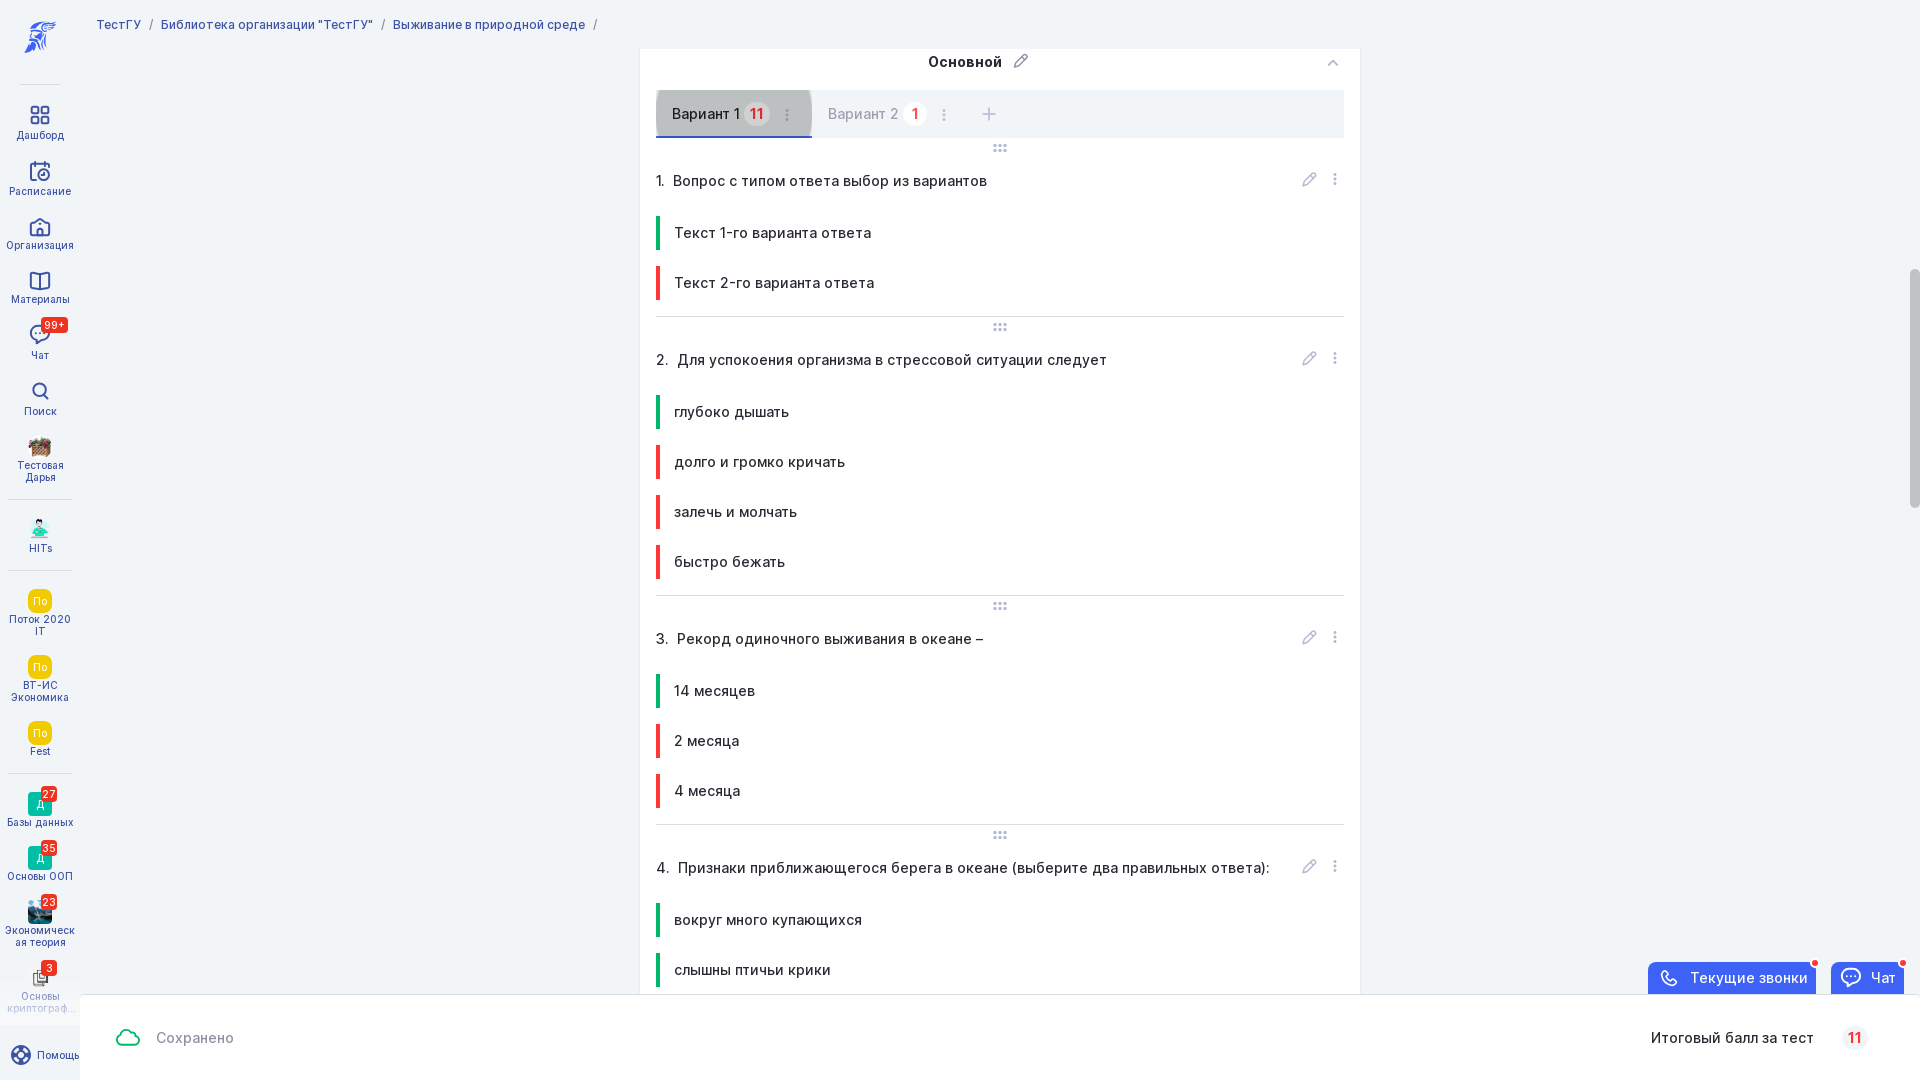 ТестГУ / Библиотека организации "ТестГУ" / Выживание в природной среде /
Дашборд
Расписание
Организация
Материалы
99+
Чат
Поиск
Тестовая
Дарья
HITs
По
Поток 2020
IT
По
ВТ-ИС
Экономика
По
Fest
27
Д
Базы данных
35
Д
Основы ООП
23
Экономическ
ая теория
3
Основы
криптограф...
Помощь
Основной
Вариант 1 11
Вариант 2 1
1. Вопрос с типом ответа выбор из вариантов
Текст 1-го варианта ответа
Текст 2-го варианта ответа
2. Для успокоения организма в стрессовой ситуации следует
глубоко дышать
долго и громко кричать
залечь и молчать
быстро бежать
3. Рекорд одиночного выживания в океане –
14 месяцев
2 месяца
4 месяца
4. Признаки приближающегося берега в океане (выберите два правильных ответа):
вокруг много купающихся
слышны птичьи крики
Текущие звонки
Чат
Сохранено
Итоговый балл за тест 11